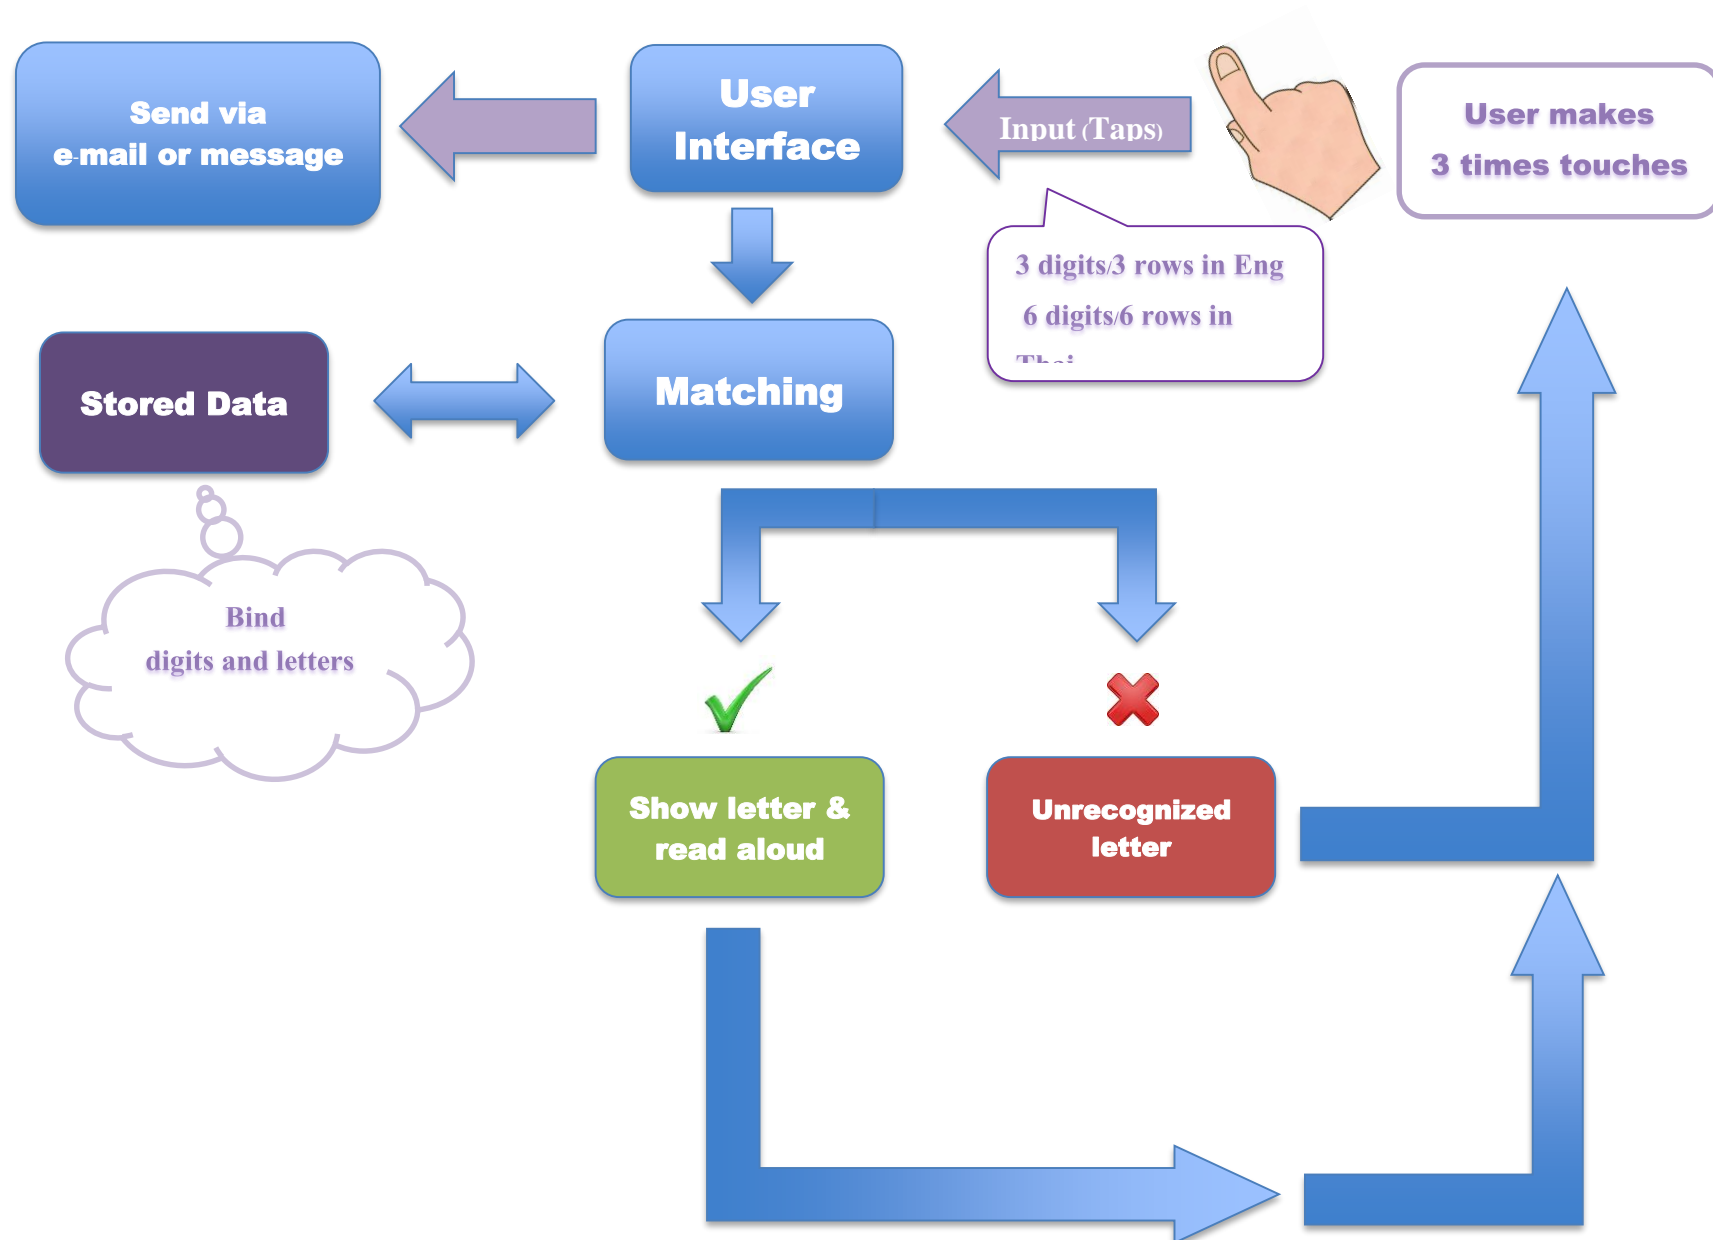 Send via
e-mail or message
User
Interface
Input (Taps)
User makes
3 times touches
3 digits/3 rows in Eng
6 digits/6 rows in
Thai
Stored Data
Matching
Bind
digits and letters
Show letter &
read aloud
Unrecognized
letter